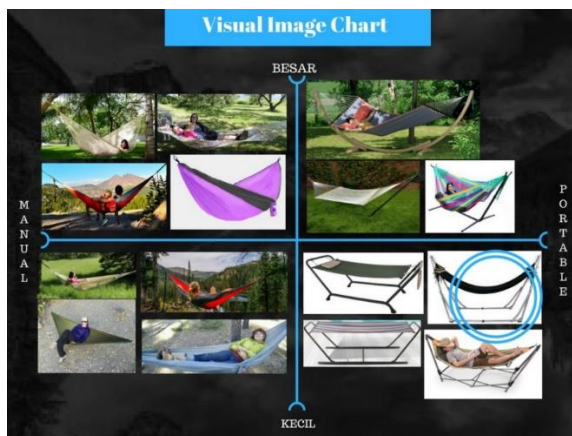 Visual Image Chart
BESAR
MANUAL
PORTABLE
KECIL